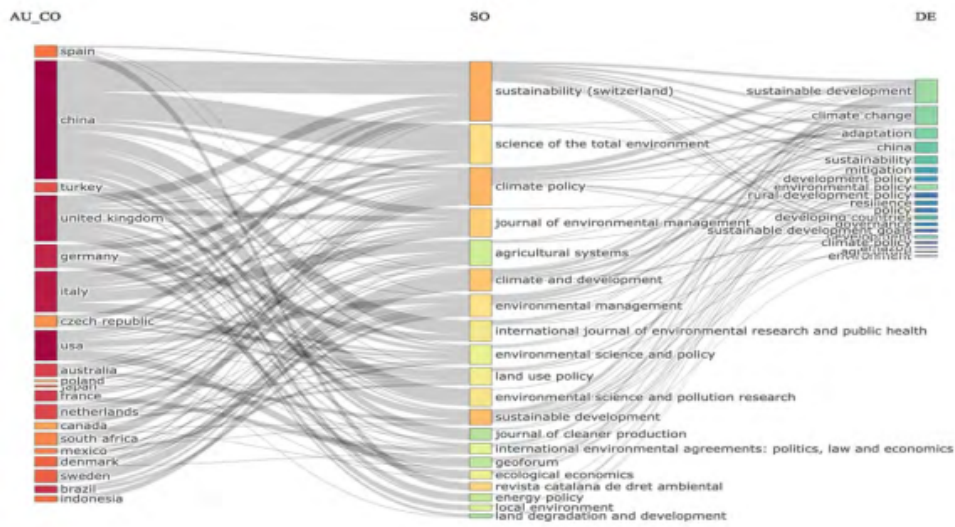 AU_CO
SO
DE
spain
china
turkey
united kingdom
germany
italy
czech republic
usa
australia
poland
japan
france
netherlands
canada
south africa
mexico
denmark
sweden
brazil
indonesia
sustainability (switzerland)
science of the total environment
climate policy
journal of environmental management
agricultural systems
climate and development
environmental management
international journal of environmental research and public health
environmental science and policy
land use policy
environmental science and pollution research
sustainable development
journal of cleaner production
international environmental agreements: politics, law and economics
geoforum
ecological economics
revista catalana de dret ambiental
energy policy
local environment
land degradation and development
sustainable development
climate change
adaptation
china
sustainability
mitigation
development policy
environmental policy
rural development policy
resilience
policy
developing countries
governance
sustainable development goals
climate policy
environment